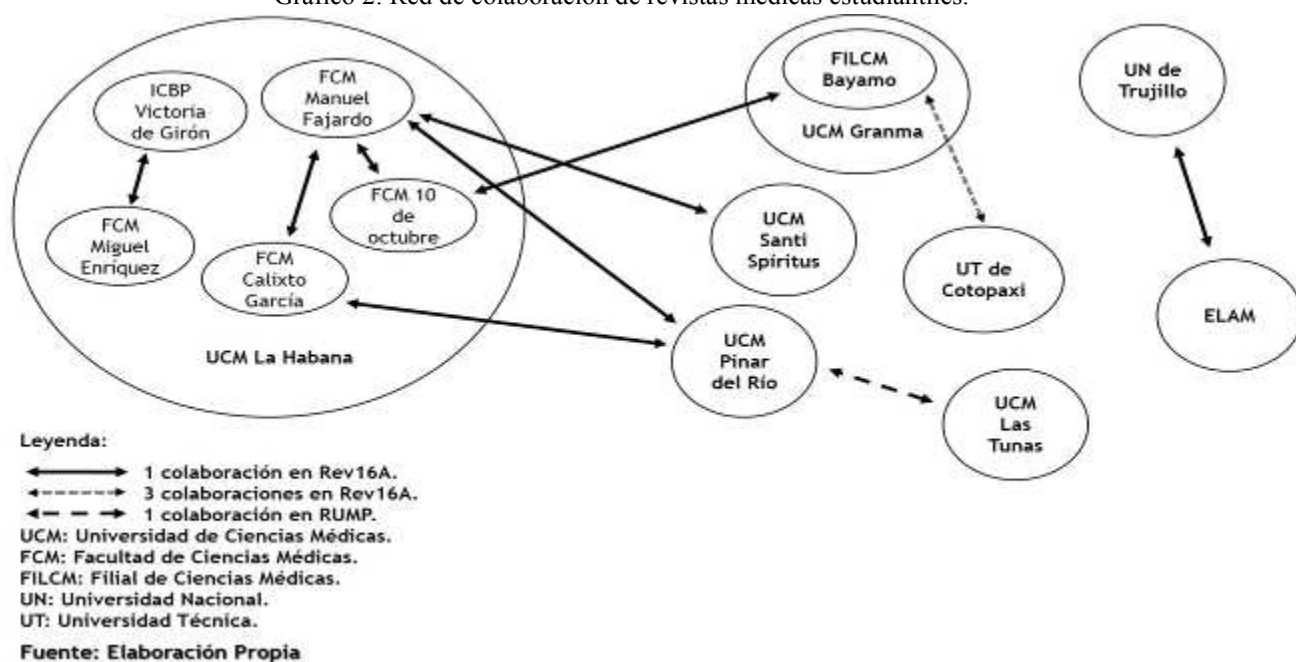 Gráfico 2: Red de colaboración de revistas médicas estudiantiles.
ICBP
Victoria
de Girón
FCM
Manuel
Fajardo
FCM
Miguel
Enríquez
FCM
Calixto
García
FCM 10
de
octubre
UCM La Habana
FILCM
Bayamo
UCM Granma
UN de
Trujillo
UCM
Santi
Spiritus
UT de
Cotopaxi
ELAM
UCM
Pinar
del Río
UCM
Las
Tunas
Leyenda:
1 colaboración en Rev16A.
3 colaboraciones en Rev16A.
1 colaboración en RUMP.
UCM: Universidad de Ciencias Médicas.
FCM: Facultad de Ciencias Médicas.
FILCM: Filial de Ciencias Médicas.
UN: Universidad Nacional.
UT: Universidad Técnica.
Fuente: Elaboración Propia